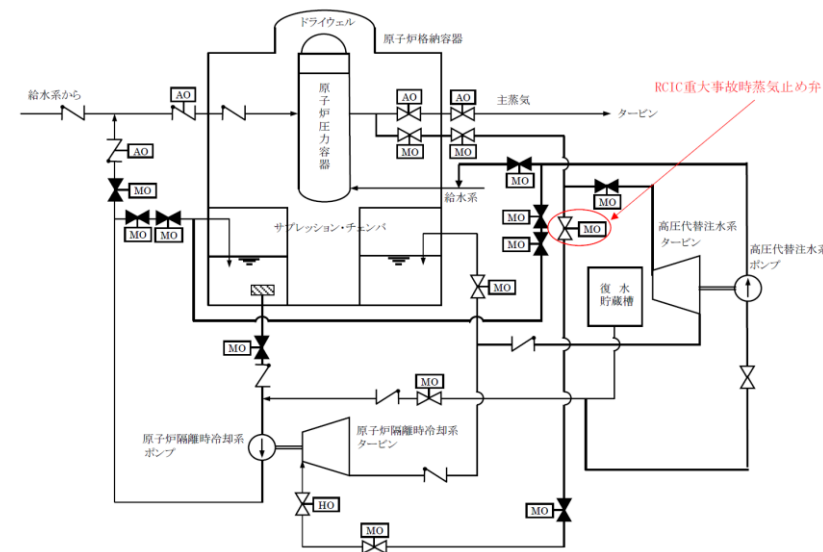 ドライウェル
原子炉格納容器
RCIC重大事故時蒸気止め弁
給水系から
AO
AO
AO
主蒸気
タービン
原子炉圧力容器
MO
MO
AO
MO
MO
給水系
MO
MO
MO
サプレッション・チェンバ
MO
MO
MO
高圧代替注水系
タービン
高圧代替注水系
ポンプ
復水
貯蔵槽
MO
MO
MO
原子炉隔離時冷却系
ポンプ
原子炉隔離時冷却系
タービン
HO
MO
MO